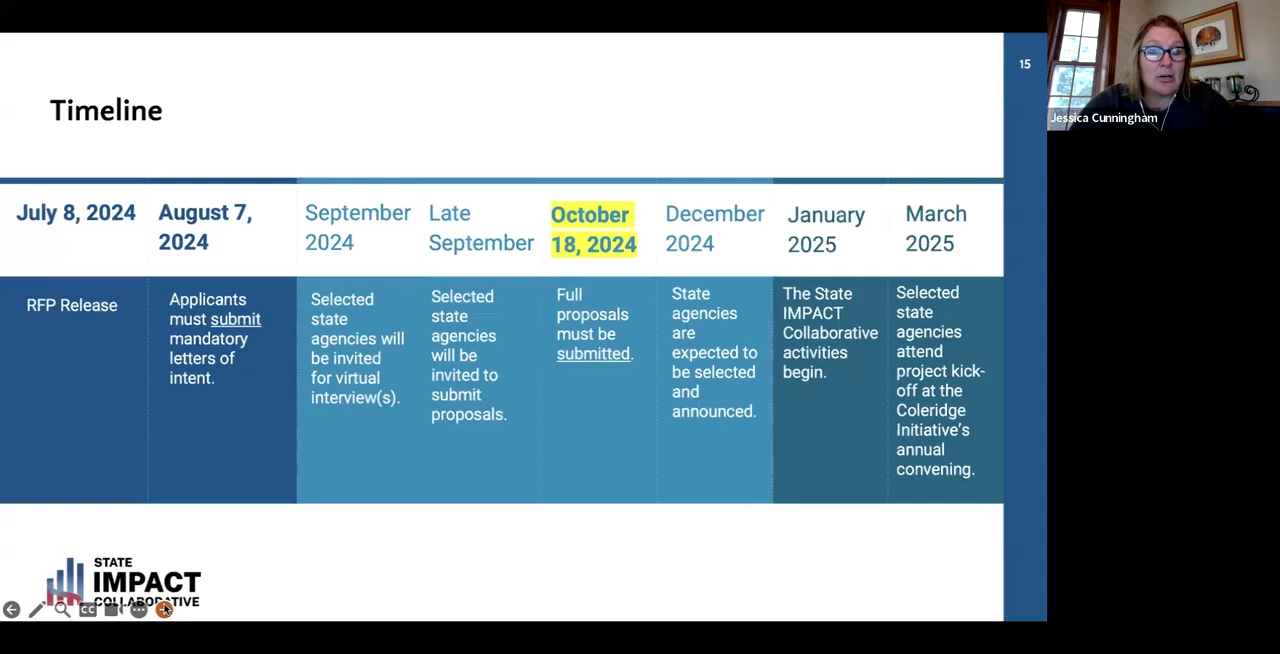 Timeline
15
Jessica Cunningham
July 8, 2024
RFP Release
August 7,
2024
Applicants
must submit
mandatory
letters of
intent.
September
2024
Selected
state
agencies will
be invited
for virtual
interview(s).
Late
September
Selected
state
agencies
will be
invited to
submit
proposals.
October
18, 2024
Full
proposals
must be
submitted.
December
2024
State
agencies
are
expected to
be selected
and
announced.
January
2025
The State
IMPACT
Collaborative
activities
begin.
March
2025
Selected
state
agencies
attend
project kick-
off at the
Coleridge
Initiative's
annual
convening.
STATE
IMPACT
COLLABORATIVE
CC